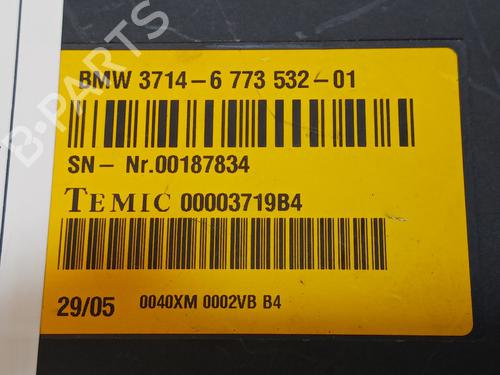 BMW 3714-6 773 532-01
SN- Nr.00187834
TEMIC 00003719B4
29/05 0040XM 0002VB B4
B-PARTS